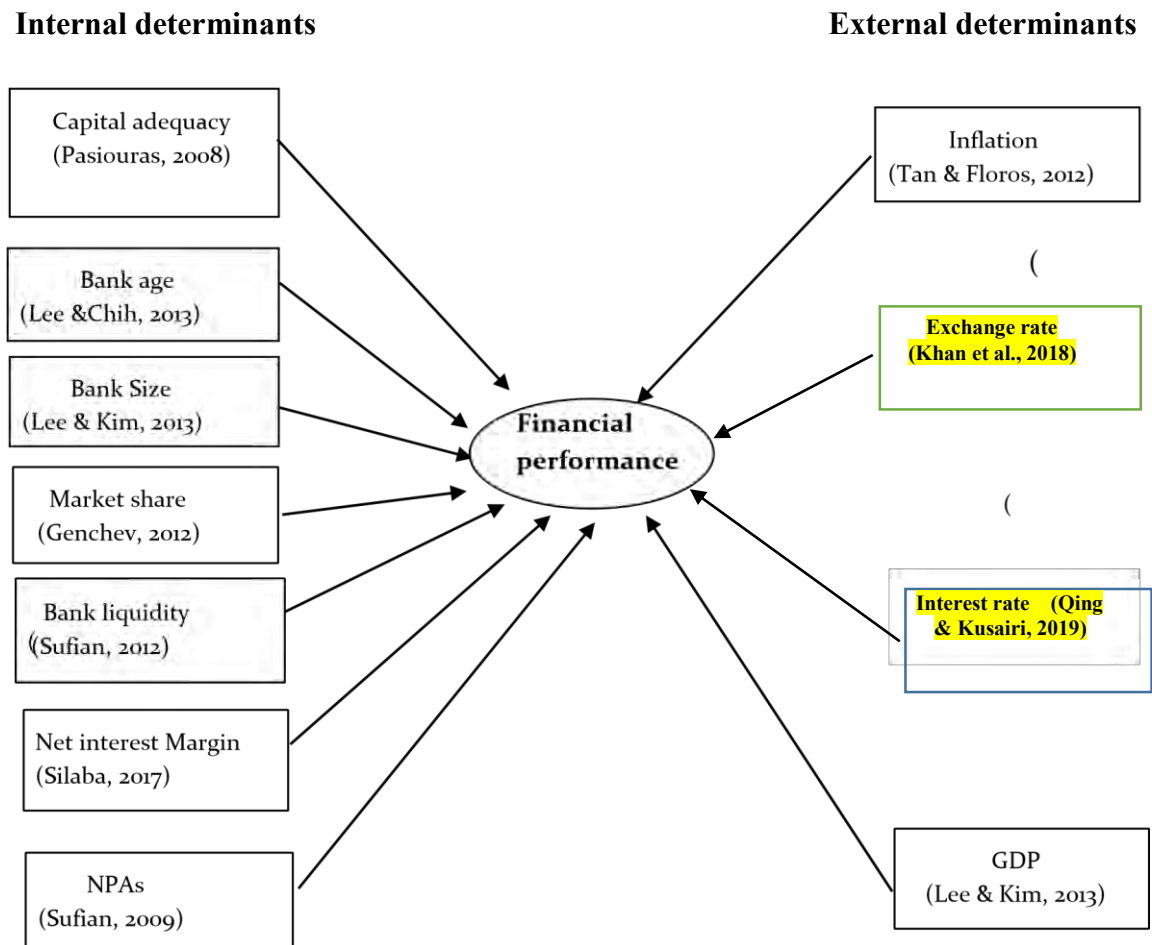 Internal determinants
External determinants
Capital adequacy
(Pasiouras, 2008)
Bank age
(Lee &Chih, 2013)
Bank Size
(Lee & Kim, 2013)
Market share
(Genchev, 2012)
Bank liquidity
(Sufian, 2012)
Net interest Margin
(Silaba, 2017)
NPAs
(Sufian, 2009)
Financial
performance
Inflation
(Tan & Floros, 2012)
(
Exchange rate
(Khan et al., 2018)
(
Interest rate (Qing
& Kusairi, 2019)
GDP
(Lee & Kim, 2013)